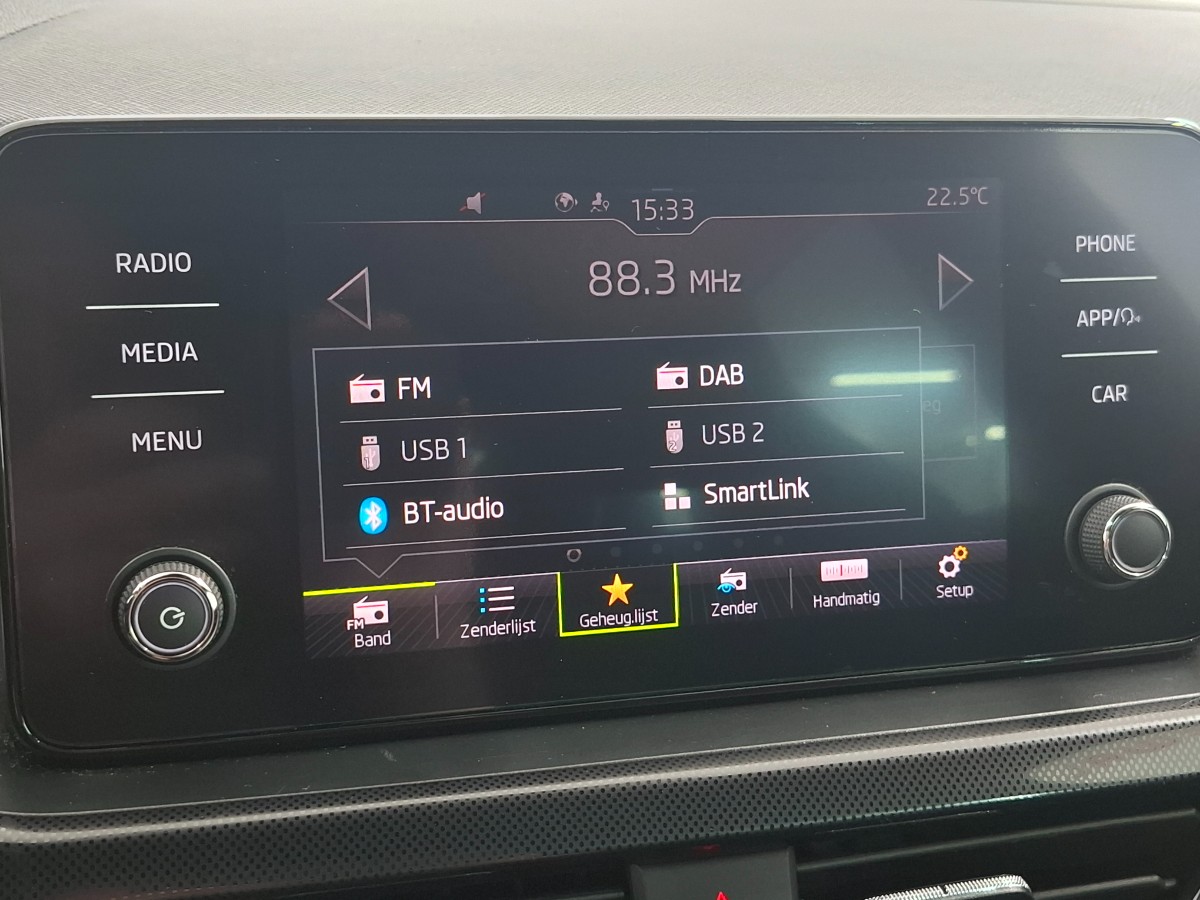 15:33
22.5°C
88.3 MHz
RADIO
MEDIA
MENU
PHONE
APP/
CAR
FM
DAB
USB 1
USB 2
BT-audio
SmartLink
eg
FM
Band
Zenderlijst
Geheug.lijst
Zender
Handmatig
Setup